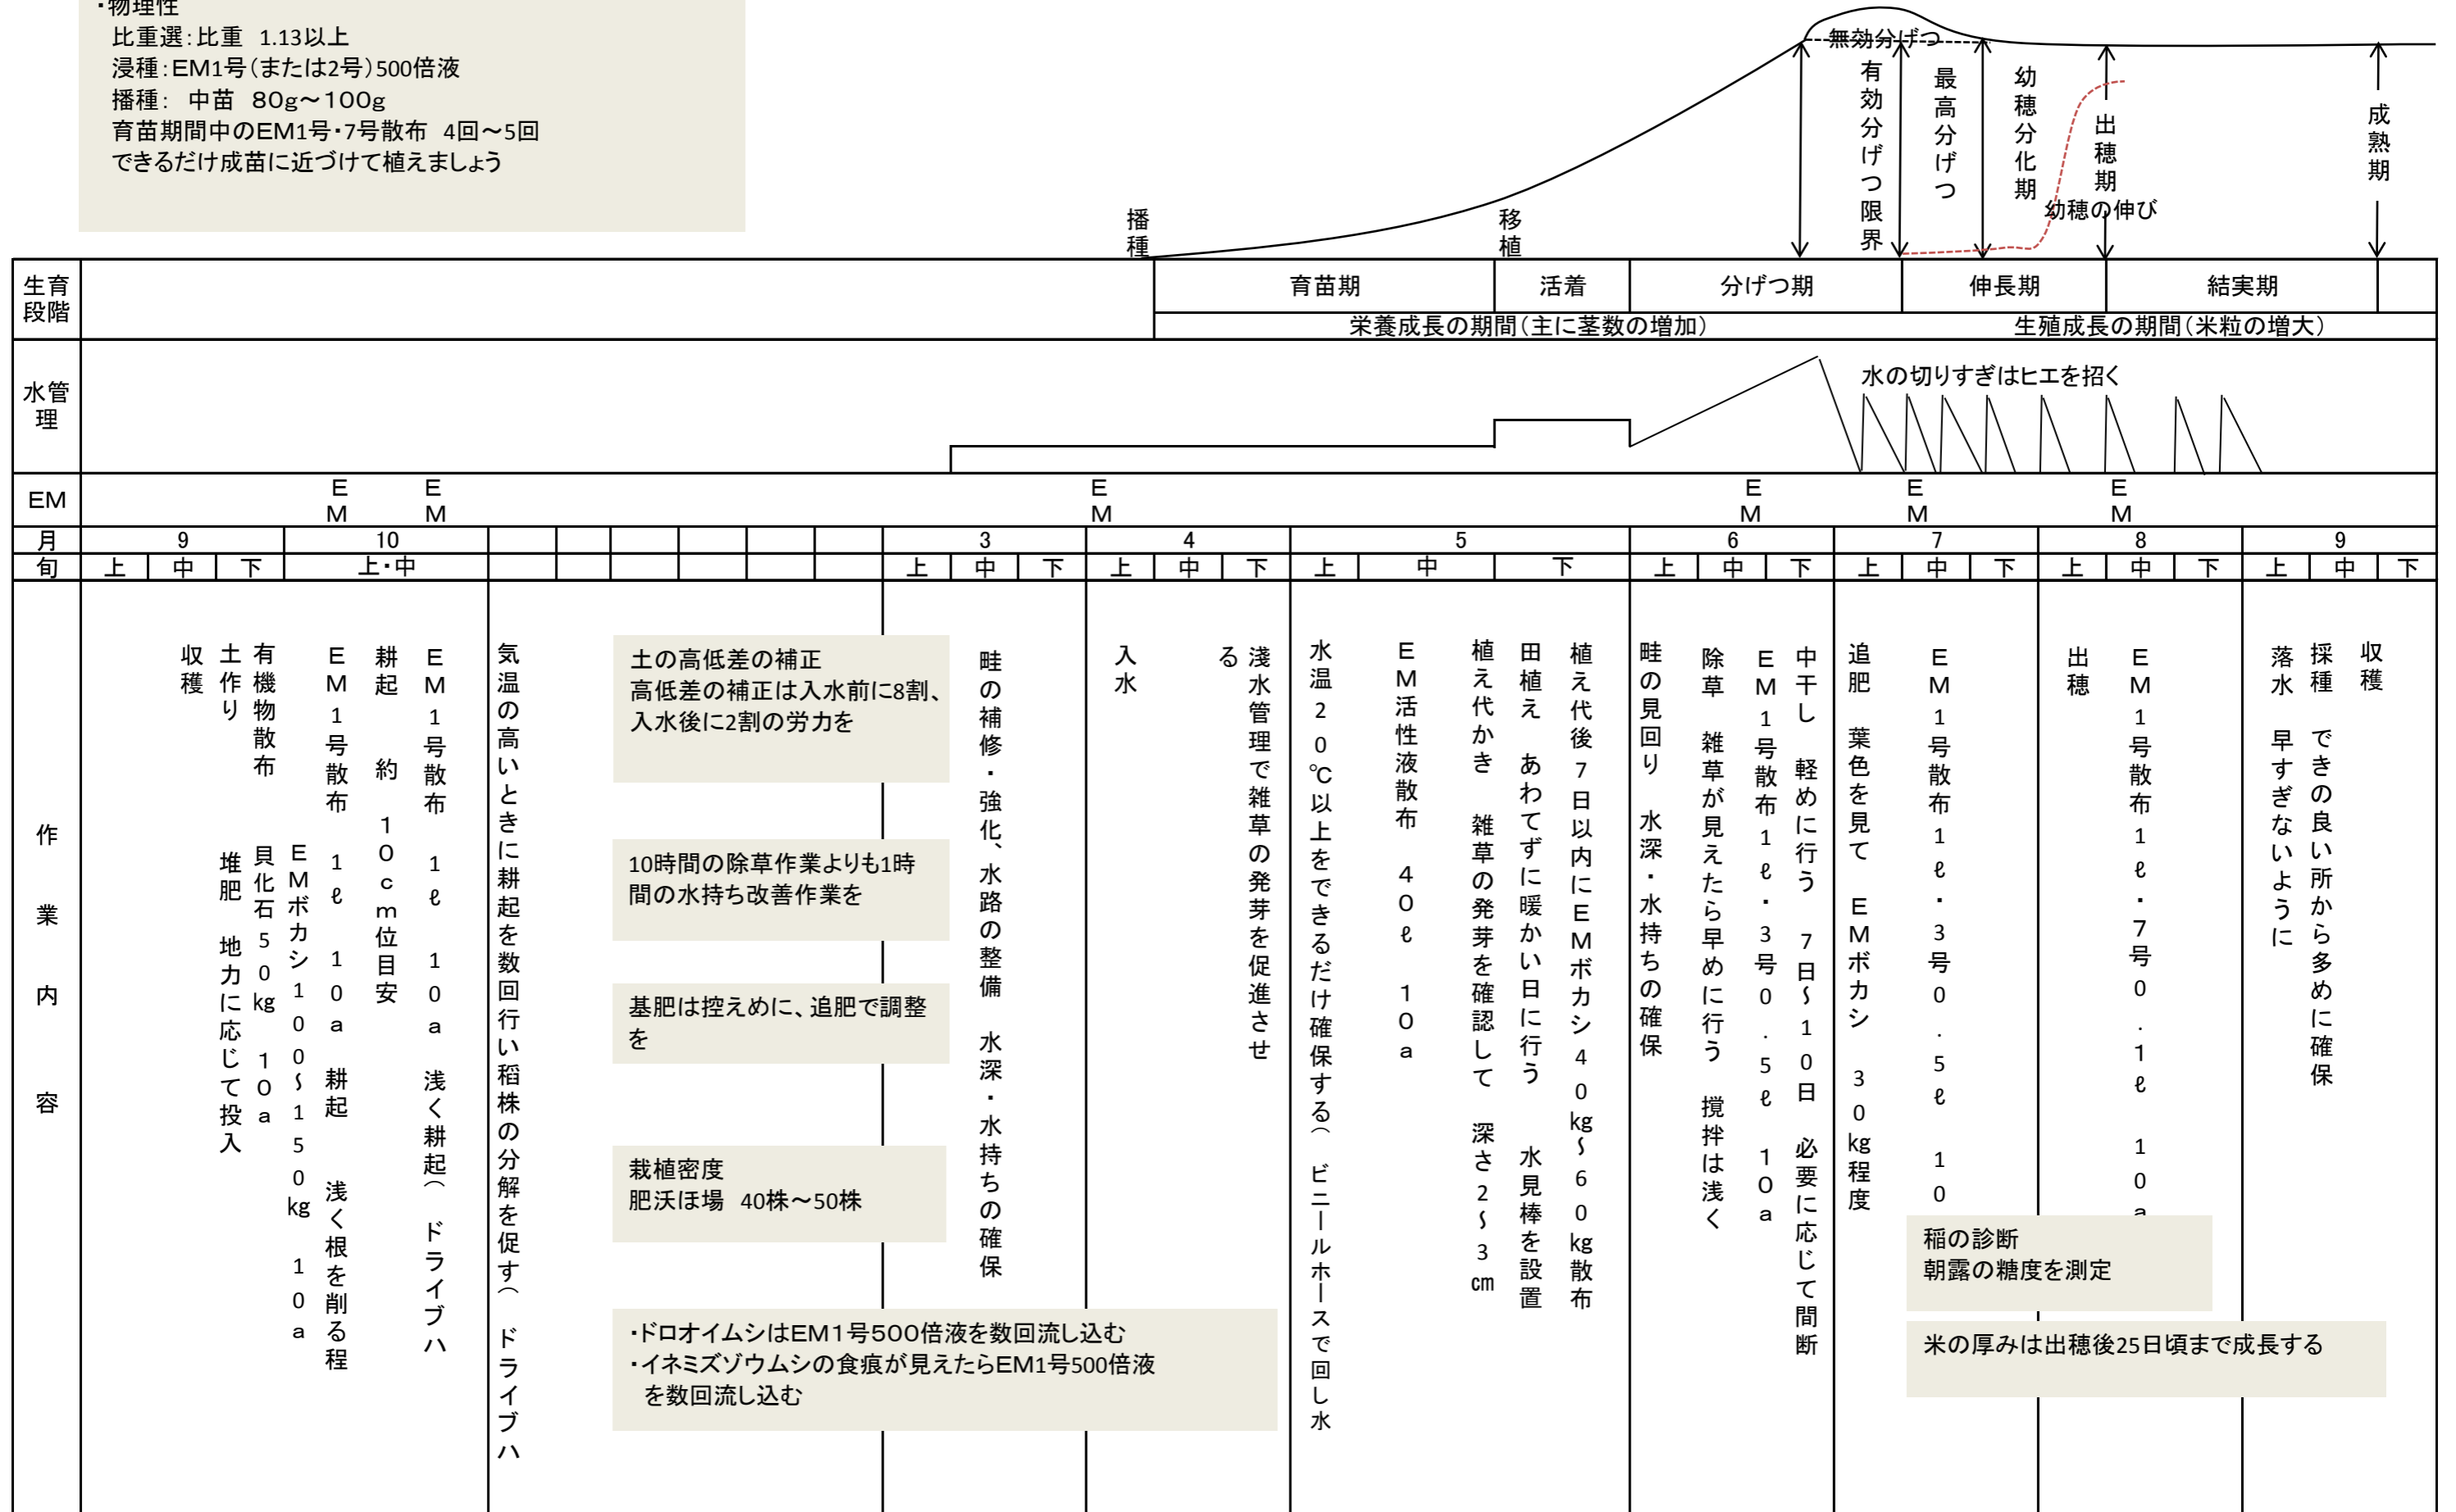 ・物理性
比重選：比重 1.13以上
浸種：EM1号（または2号）500倍液
播種： 中苗 80g～100g
育苗期間中のEM1号・7号散布 4回～5回
できるだけ成苗に近づけて植えましょう
播種
移植
無効分げつ
有効分げつ限界
最高分げつ
幼穂分化期
出穂期
幼穂の伸び
成熟期
生育段階
育苗期 活着 分げつ期 伸長期 結実期
栄養成長の期間（主に茎数の増加） 生殖成長の期間（米粒の増大）
水管理
水の切りすぎはヒエを招く
EM
EM EM EM EM EM EM
月 9 10 3 4 5 6 7 8 9
旬 上 中 下 上・中 上 中 下 上 中 下 上 中 下 上 中 下 上 中 下 上 中 下 上 中 下
作業内容
収穫
土作り 堆肥 地力に応じて投入
有機物散布 貝化石50㎏ 10a
EMボカシ100～150㎏ 10a
EM1号散布 1ℓ 10a 耕起 浅く根を削る程
耕起 約 10cm位目安
EM1号散布 1ℓ 10a 浅く耕起（ ドライブハ
気温の高いときに耕起を数回行い稲株の分解を促す（ ドライブハ
土の高低差の補正
高低差の補正は入水前に8割、
入水後に2割の労力を
10時間の除草作業よりも1時
間の水持ち改善作業を
基肥は控えめに、追肥で調整
を
栽植密度
肥沃ほ場 40株～50株
・ドロオイムシはEM1号500倍液を数回流し込む
・イネミズゾウムシの食痕が見えたらEM1号500倍液
を数回流し込む
畦の補修・強化、水路の整備 水深・水持ちの確保
入水
淺水管理で雑草の発芽を促進させ
る
水温20℃以上をできるだけ確保する（ ビニールホースで回し水
EM活性液散布 40ℓ 10a
植え代かき 雑草の発芽を確認して 深さ2～3㎝
田植え あわてずに暖かい日に行う 水見棒を設置
植え代後7日以内にEMボカシ40㎏～60㎏散布
畦の見回り 水深・水持ちの確保
除草 雑草が見えたら早めに行う 撹拌は浅く
EM1号散布1ℓ・3号0.5ℓ 10a
中干し 軽めに行う 7日～10日 必要に応じて間断
追肥 葉色を見て EMボカシ 30㎏程度
EM1号散布1ℓ・3号0.5ℓ 10
出穂
EM1号散布1ℓ・7号0.1ℓ 10a
稲の診断
朝露の糖度を測定
米の厚みは出穂後25日頃まで成長する
落水 早すぎないように
採種 できの良い所から多めに確保
収穫